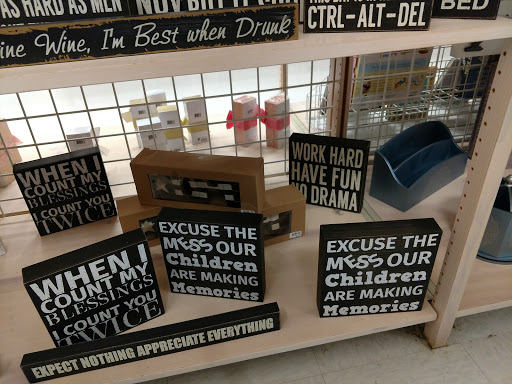 AS HARD AS MEN
ine Wine, I'm Best when Drunk
CTRL-ALT-DEL
BED
WHEN I
COUNT MY
BLESSINGS
I COUNT YOU
TWICE
WORK HARD
HAVE FUN
NO DRAMA
WHEN I
COUNT MY
BLESSINGS
I COUNT YOU
TWICE
EXCUSE THE
MESS OUR
Children
ARE MAKING
Memories
EXCUSE THE
MESS OUR
Children
ARE MAKING
Memories
EXPECT NOTHING APPRECIATE EVERYTHING